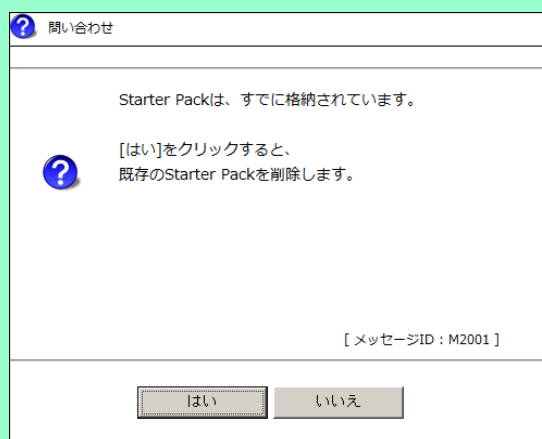 問い合わせ
Starter Packは、すでに格納されています。
[はい]をクリックすると、
既存のStarter Packを削除します。
[ メッセージID：M2001 ]
はい
いいえ